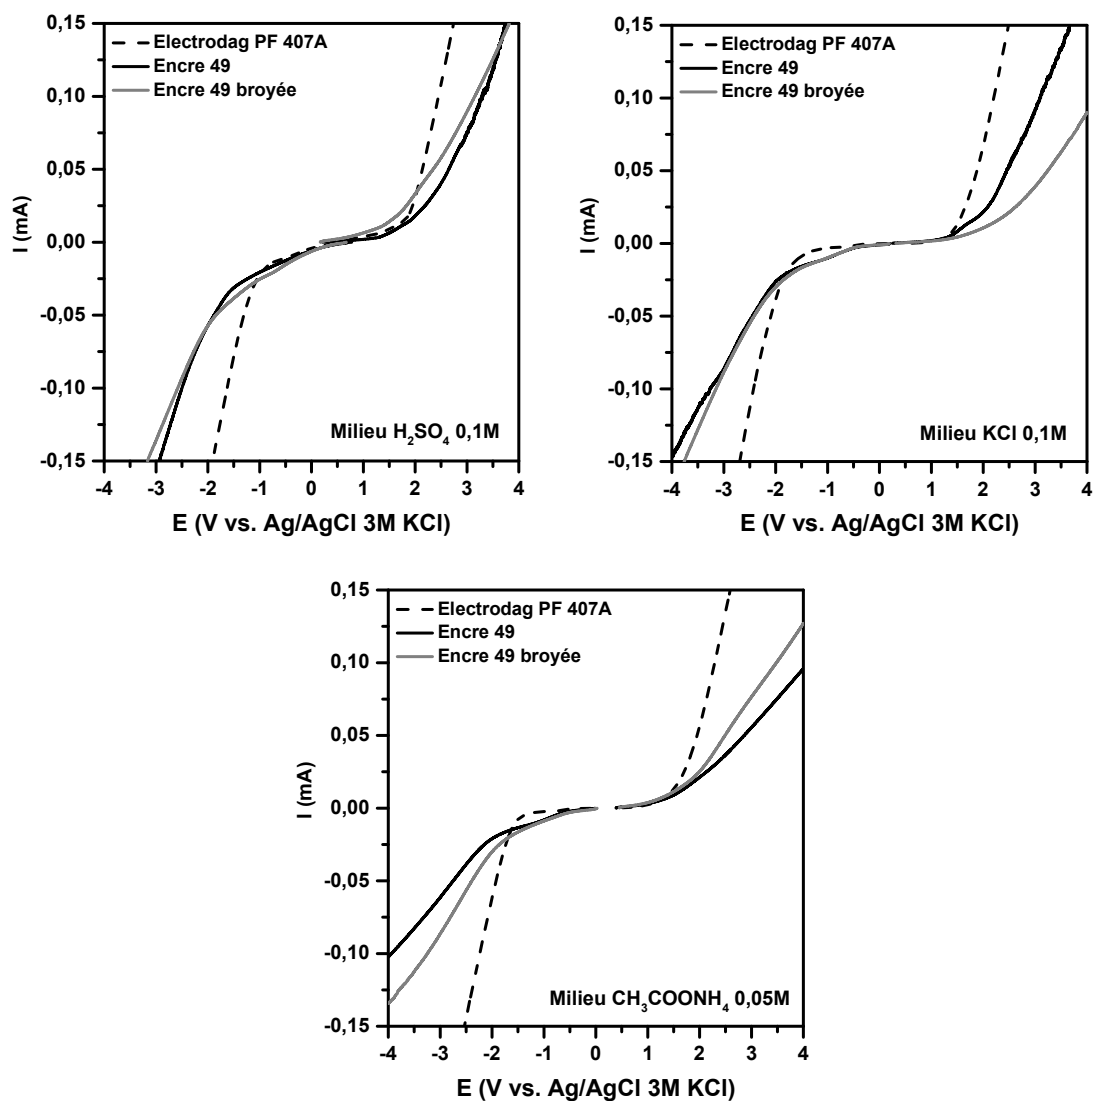 0,15
0,10
0,05
0,00
-0,05
-0,10
-0,15
I (mA)
Electrodag PF 407A
Encre 49
Encre 49 broyée
Milieu H₂SO₄ 0,1M
-4 -3 -2 -1 0 1 2 3 4
E (V vs. Ag/AgCl 3M KCl)
0,15
0,10
0,05
0,00
-0,05
-0,10
-0,15
I (mA)
Electrodag PF 407A
Encre 49
Encre 49 broyée
Milieu KCl 0,1M
-4 -3 -2 -1 0 1 2 3 4
E (V vs. Ag/AgCl 3M KCl)
0,15
0,10
0,05
0,00
-0,05
-0,10
-0,15
I (mA)
Electrodag PF 407A
Encre 49
Encre 49 broyée
Milieu CH₃COONH₄ 0,05M
-4 -3 -2 -1 0 1 2 3 4
E (V vs. Ag/AgCl 3M KCl)